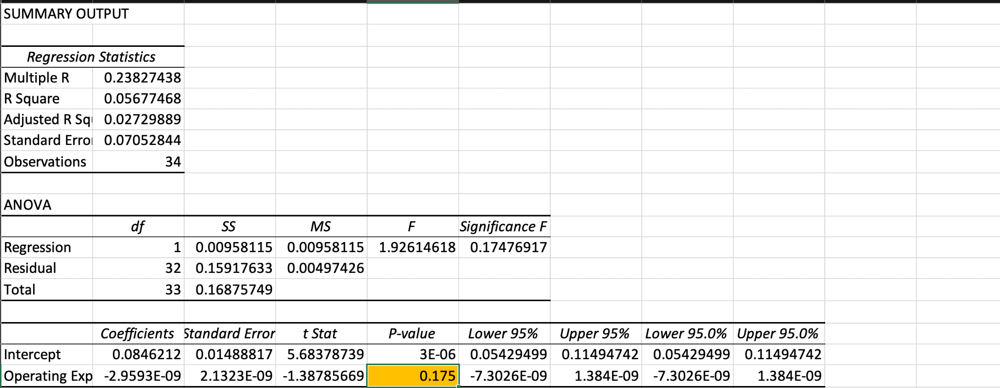 SUMMARY OUTPUT
Regression Statistics
Multiple R 0.23827438
R Square 0.05677468
Adjusted R Squ 0.02729889
Standard Error 0.07052844
Observations 34
ANOVA
df SS MS F Significance F
Regression 1 0.00958115 0.00958115 1.92614618 0.17476917
Residual 32 0.15917633 0.00497426
Total 33 0.16875749
Coefficients Standard Error t Stat P-value Lower 95% Upper 95% Lower 95.0% Upper 95.0%
Intercept 0.0846212 0.01488817 5.68378739 3E-06 0.05429499 0.11494742 0.05429499 0.11494742
Operating Exp -2.9593E-09 2.1323E-09 -1.38785669 0.175 -7.3026E-09 1.384E-09 -7.3026E-09 1.384E-09